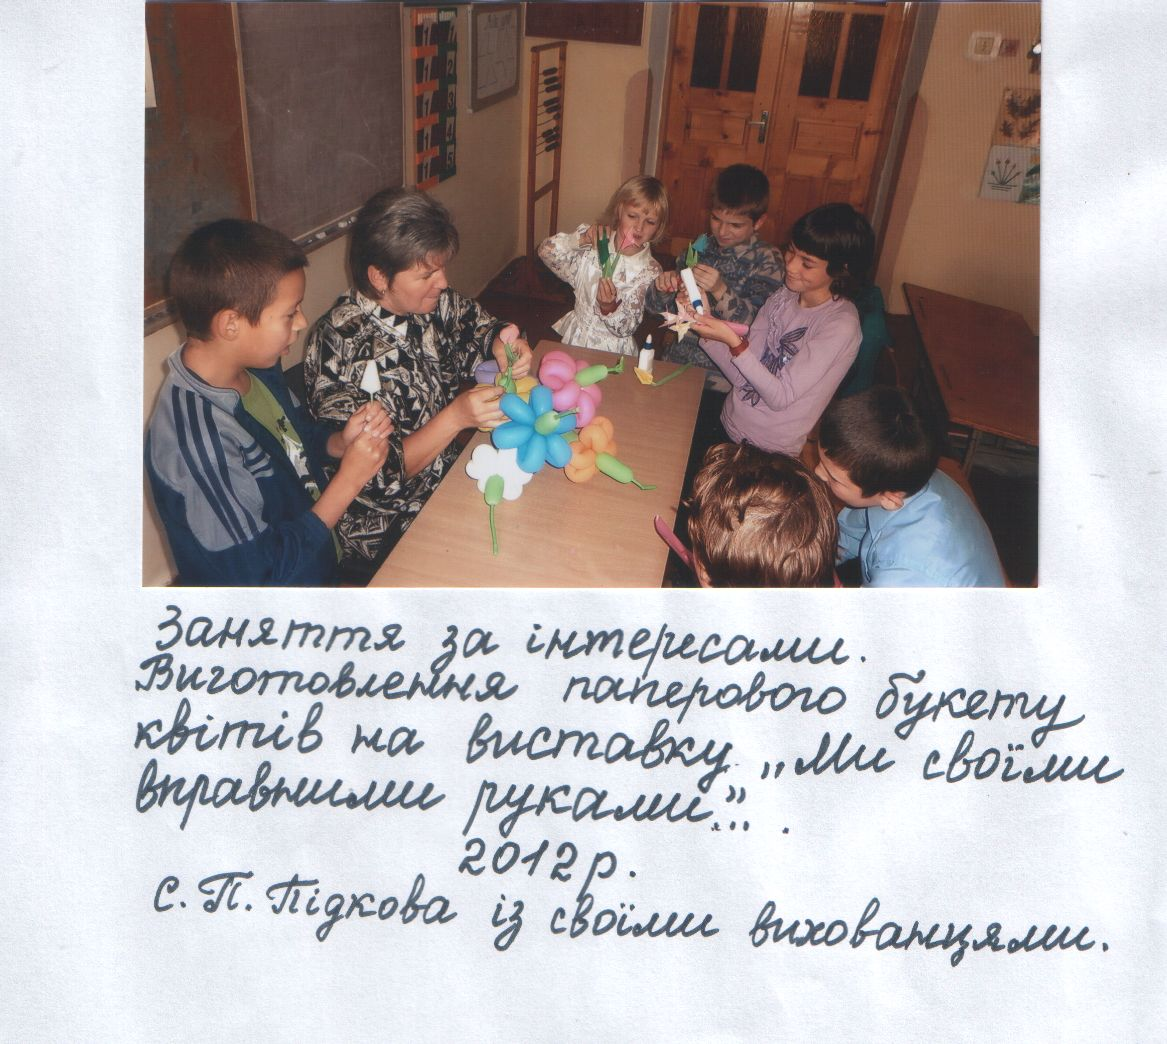 Заняття за інтересами.
Виготовлення паперового букету
квітів на виставку „Ми своїми
вправними руками..."
2012 р.
С. П. Підкова із своїми вихованцями.